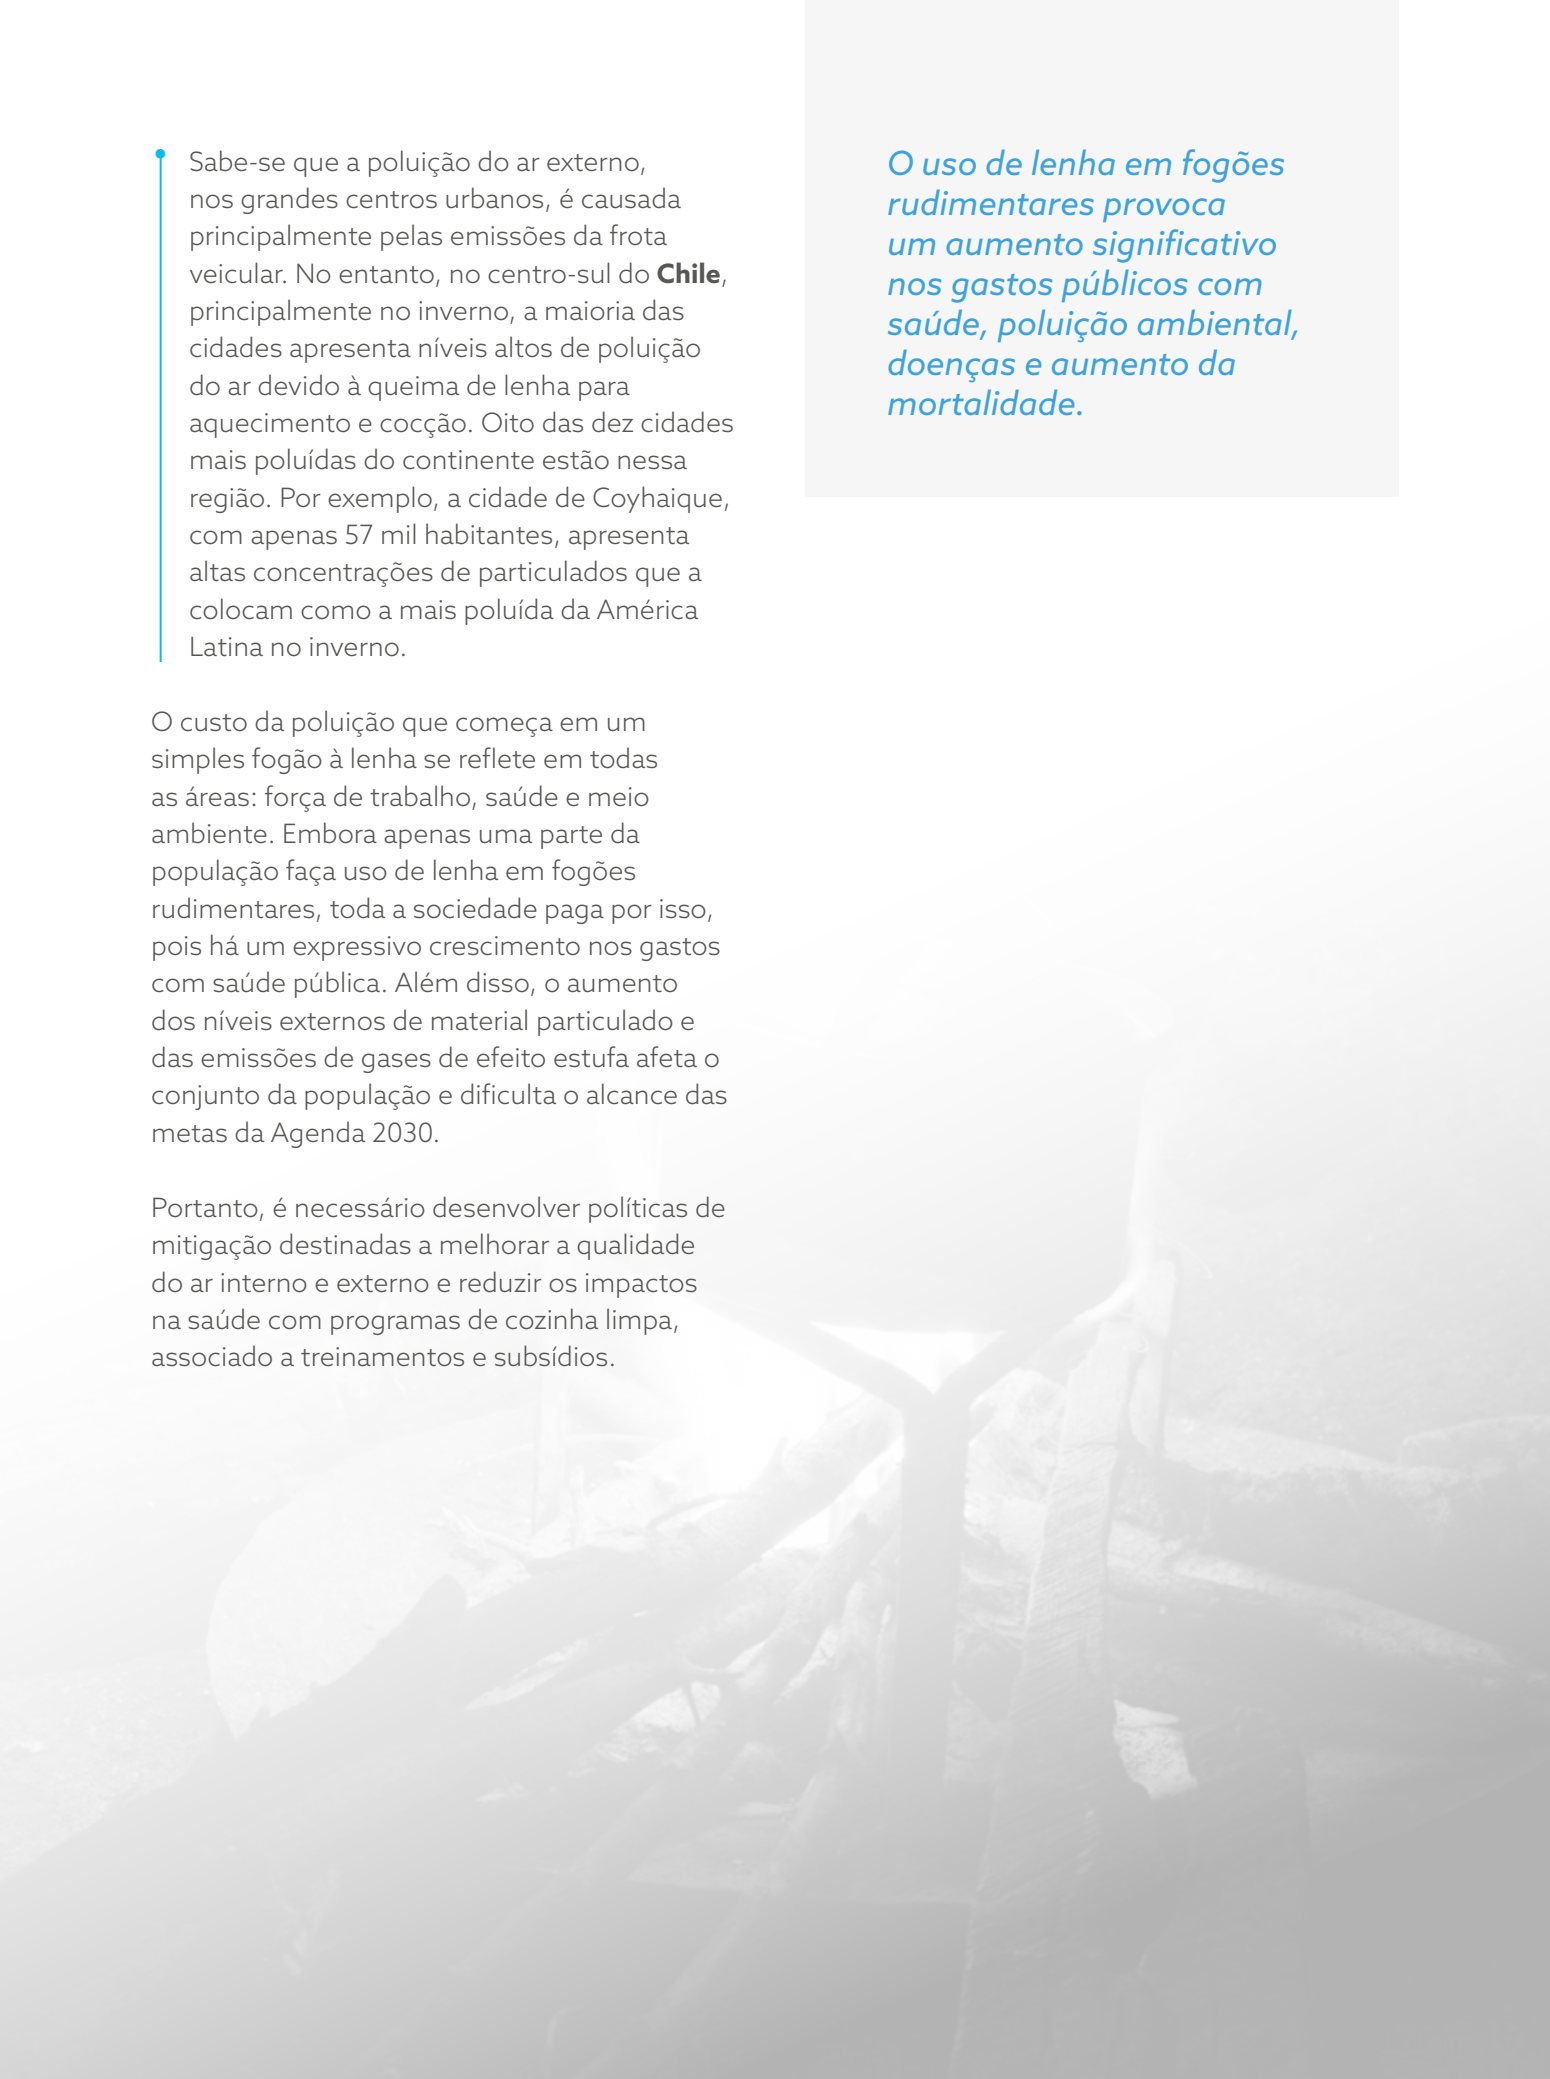 Sabe-se que a poluição do ar externo,
nos grandes centros urbanos, é causada
principalmente pelas emissões da frota
veicular. No entanto, no centro-sul do Chile,
principalmente no inverno, a maioria das
cidades apresenta níveis altos de poluição
do ar devido à queima de lenha para
aquecimento e cocção. Oito das dez cidades
mais poluídas do continente estão nessa
região. Por exemplo, a cidade de Coyhaique,
com apenas 57 mil habitantes, apresenta
altas concentrações de particulados que a
colocam como a mais poluída da América
Latina no inverno.
O custo da poluição que começa em um
simples fogão à lenha se reflete em todas
as áreas: força de trabalho, saúde e meio
ambiente. Embora apenas uma parte da
população faça uso de lenha em fogões
rudimentares, toda a sociedade paga por isso,
pois há um expressivo crescimento nos gastos
com saúde pública. Além disso, o aumento
dos níveis externos de material particulado e
das emissões de gases de efeito estufa afeta o
conjunto da população e dificulta o alcance das
metas da Agenda 2030.
Portanto, é necessário desenvolver políticas de
mitigação destinadas a melhorar a qualidade
do ar interno e externo e reduzir os impactos
na saúde com programas de cozinha limpa,
associado a treinamentos e subsídios.
O uso de lenha em fogões
rudimentares provoca
um aumento significativo
nos gastos públicos com
saúde, poluição ambiental,
doenças e aumento da
mortalidade.